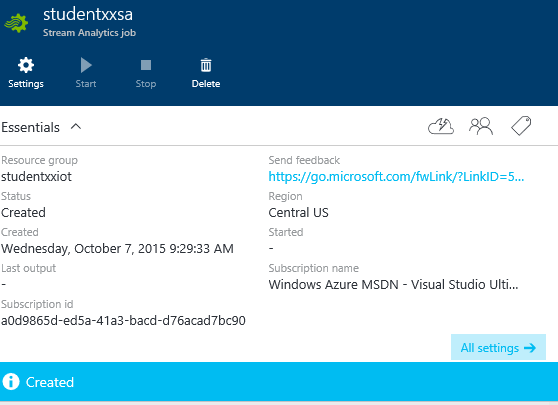 studentxxsa
Stream Analytics job
Settings
Start
Stop
Delete
Essentials
Resource group
studentxxiot
Status
Created
Created
Wednesday, October 7, 2015 9:29:33 AM
Last output
-
Subscription id
a0d9865d-ed5a-41a3-bacd-d76acad7bc90
Send feedback
https://go.microsoft.com/fwLink/?LinkID=5...
Region
Central US
Started
-
Subscription name
Windows Azure MSDN - Visual Studio Ulti...
All settings →
Created